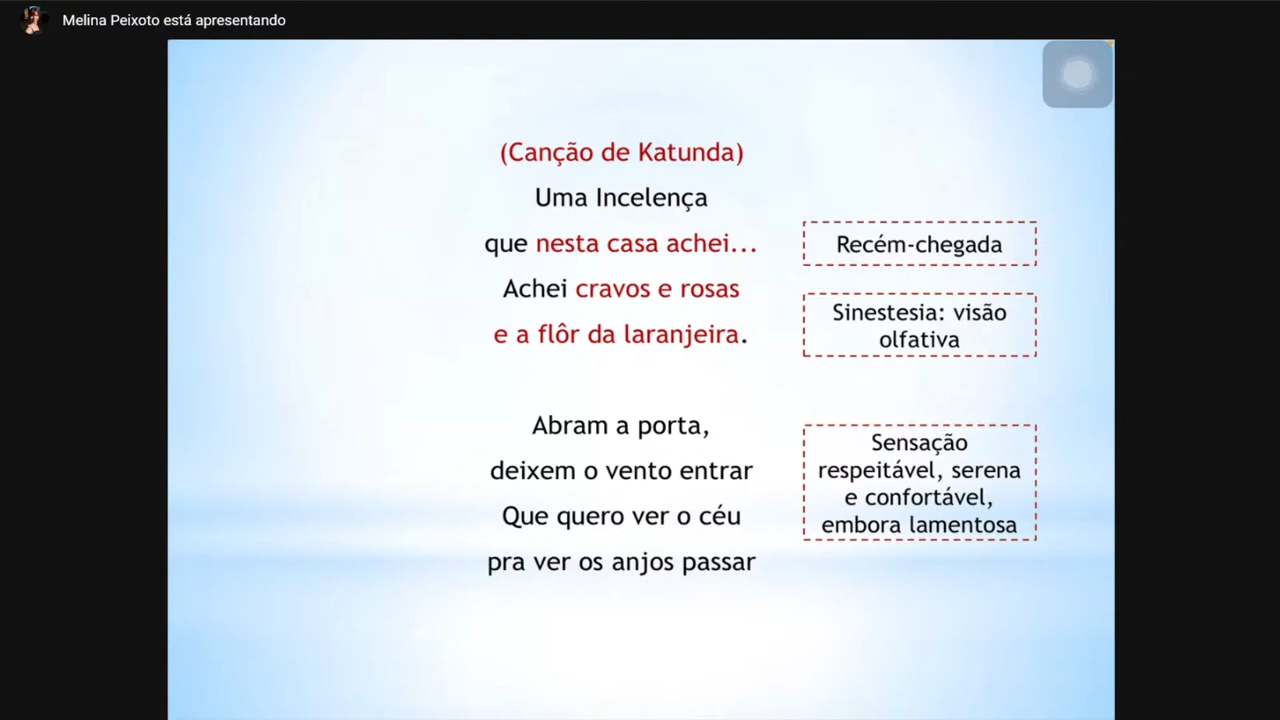 Melina Peixoto está apresentando
(Canção de Katunda)
Uma Incelença
que nesta casa achei...
Achei cravos e rosas
e a flôr da laranjeira.
Abram a porta,
deixem o vento entrar
Que quero ver o céu
pra ver os anjos passar
Recém-chegada
Sinestesia: visão
olfativa
Sensação
respeitável, serena
e confortável,
embora lamentosa